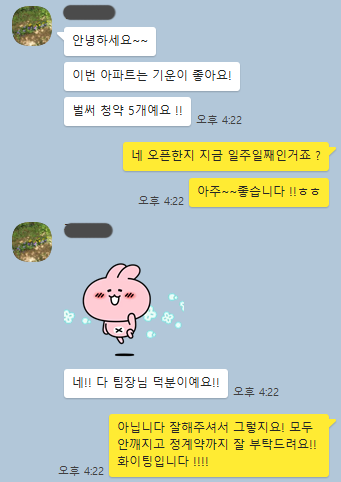 안녕하세요~~
이번 아파트는 기운이 좋아요!
벌써 청약 5개예요 !!
오후 4:22
네 오픈한지 지금 일주일째인거죠 ?
아주~~좋습니다 !!ㅎㅎ
오후 4:22
네!! 다 팀장님 덕분이예요!!
오후 4:22
아닙니다 잘해주셔서 그렇지요! 모두
안깨지고 정계약까지 잘 부탁드려요!!
화이팅입니다 !!!!
오후 4:22